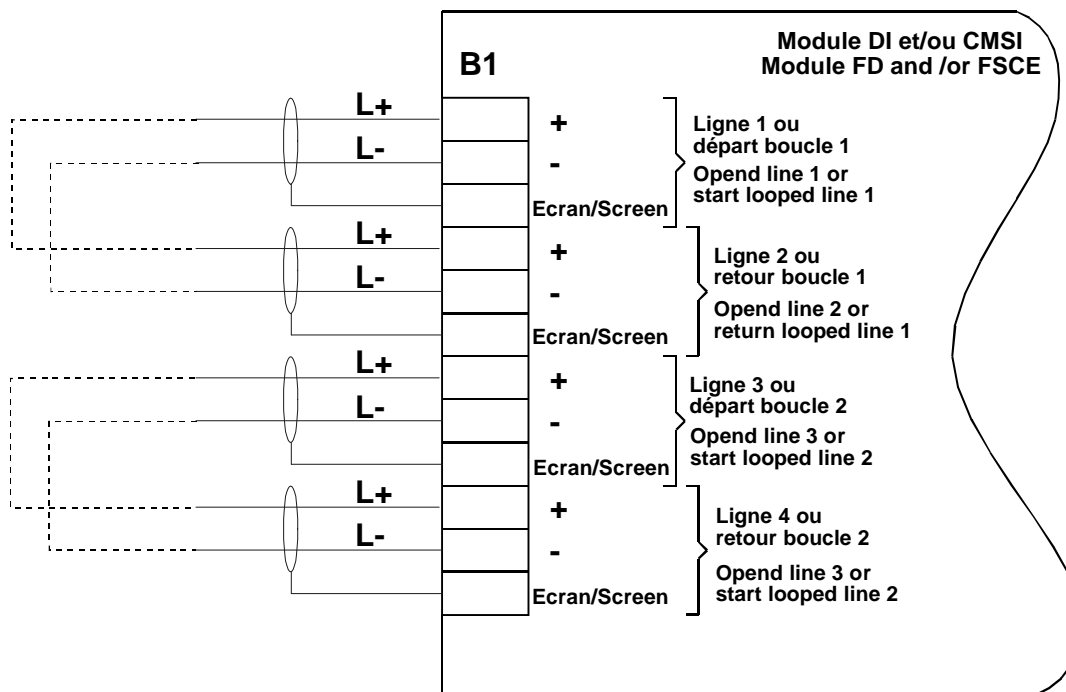 Module DI et/ou CMSI
Module FD and /or FSCE
B1
L+
+
L-
-
Ecran/Screen
Ligne 1 ou
départ boucle 1
Opend line 1 or
start looped line 1
L+
+
L-
-
Ecran/Screen
Ligne 2 ou
retour boucle 1
Opend line 2 or
return looped line 1
L+
+
L-
-
Ecran/Screen
Ligne 3 ou
départ boucle 2
Opend line 3 or
start looped line 2
L+
+
L-
-
Ecran/Screen
Ligne 4 ou
retour boucle 2
Opend line 3 or
start looped line 2